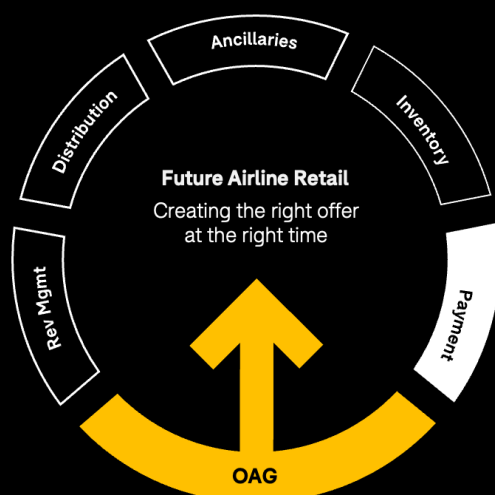 Ancillaries
Distribution
Inventory
Future Airline Retail
Creating the right offer
at the right time
Rev Mgmt
Payment
OAG